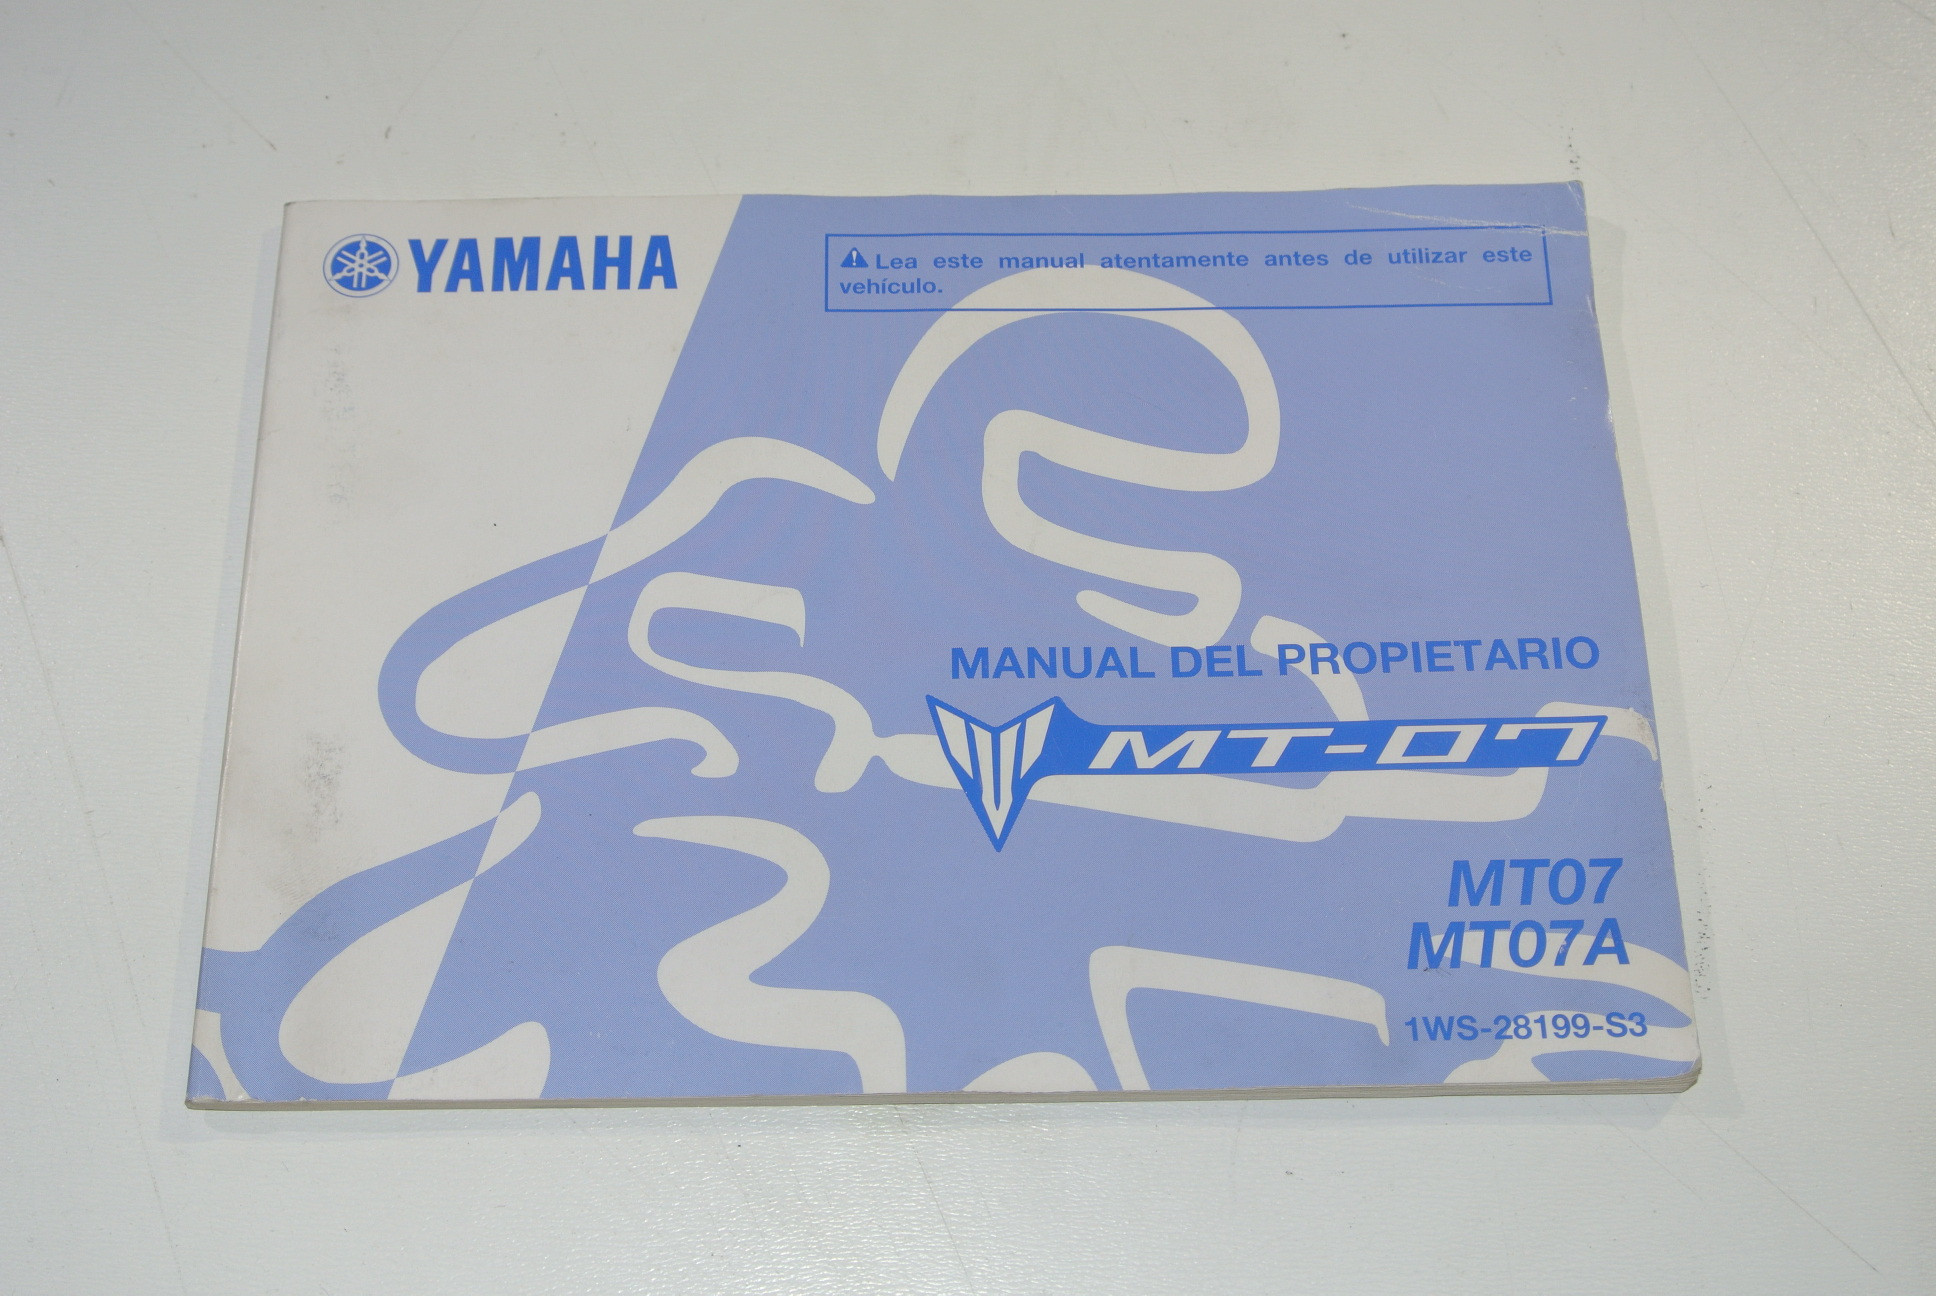 YAMAHA
⚠ Lea este manual atentamente antes de utilizar este
vehículo.
MANUAL DEL PROPIETARIO
MT-07
MT07
MT07A
1WS-28199-S3